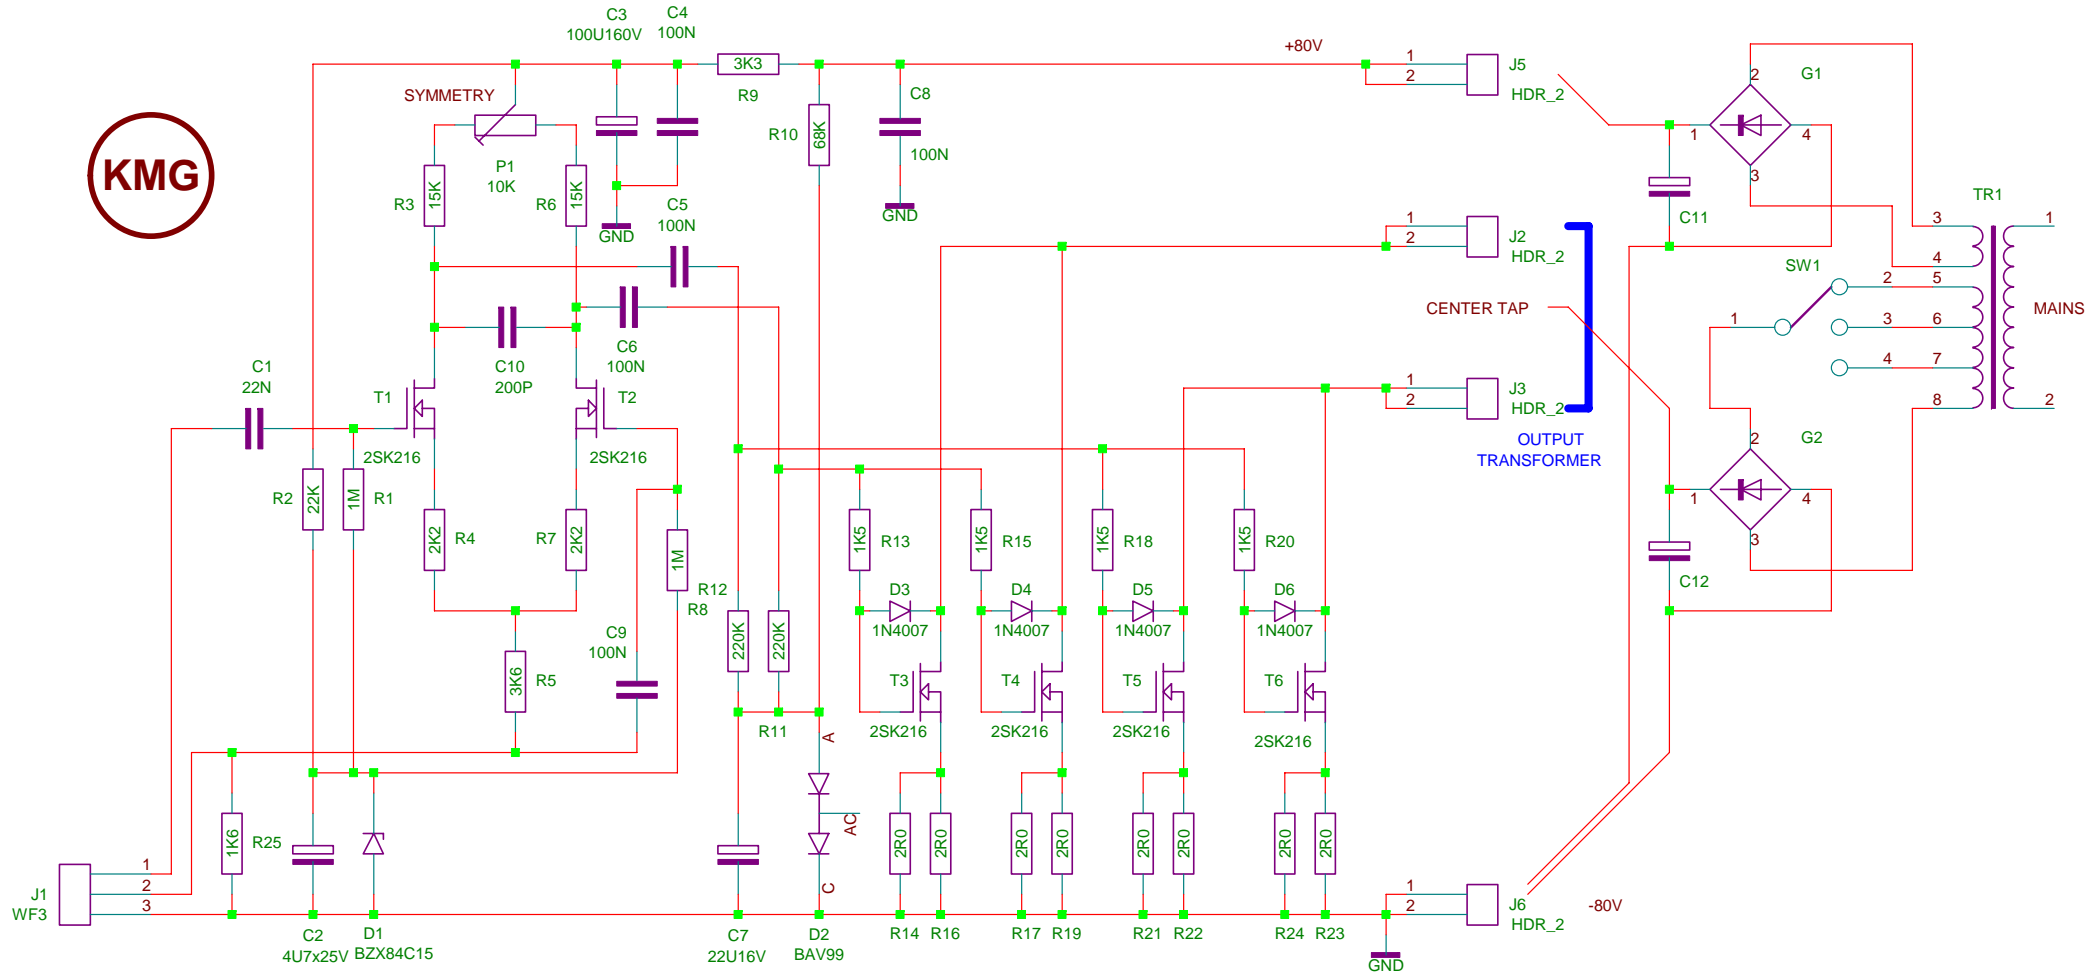 C3
100U160V
C4
100N
3K3
R9
+80V
1
2
J5
HDR_2
2
G1
1
4
3
SYMMETRY
P1
10K
KMG
R3
15K
R6
15K
GND
R10
68K
C8
100N
GND
C5
100N
C11
TR1
3
4
5
6
7
8
1
2
MAINS
1
2
J2
HDR_2
SW1
1
2
3
4
CENTER TAP
C10
200P
C6
100N
C1
22N
T1
2SK216
T2
2SK216
1
2
J3
HDR_2
OUTPUT
TRANSFORMER
2
G2
1
4
3
C12
R2
22K
1M
R1
2K2
R4
R7
2K2
1M
R12
R8
1K5
R13
1K5
R15
1K5
R18
1K5
R20
D3
1N4007
D4
1N4007
D5
1N4007
D6
1N4007
C9
100N
220K
220K
R11
3K6
R5
T3
2SK216
T4
2SK216
T5
2SK216
T6
2SK216
A
AC
C
1K6
R25
2R0
2R0
2R0
2R0
2R0
2R0
2R0
2R0
J1
WF3
1
2
3
C2
4U7x25V
D1
BZX84C15
C7
22U16V
D2
BAV99
R14
R16
R17
R19
R21
R22
R24
R23
1
2
J6
HDR_2
-80V
GND